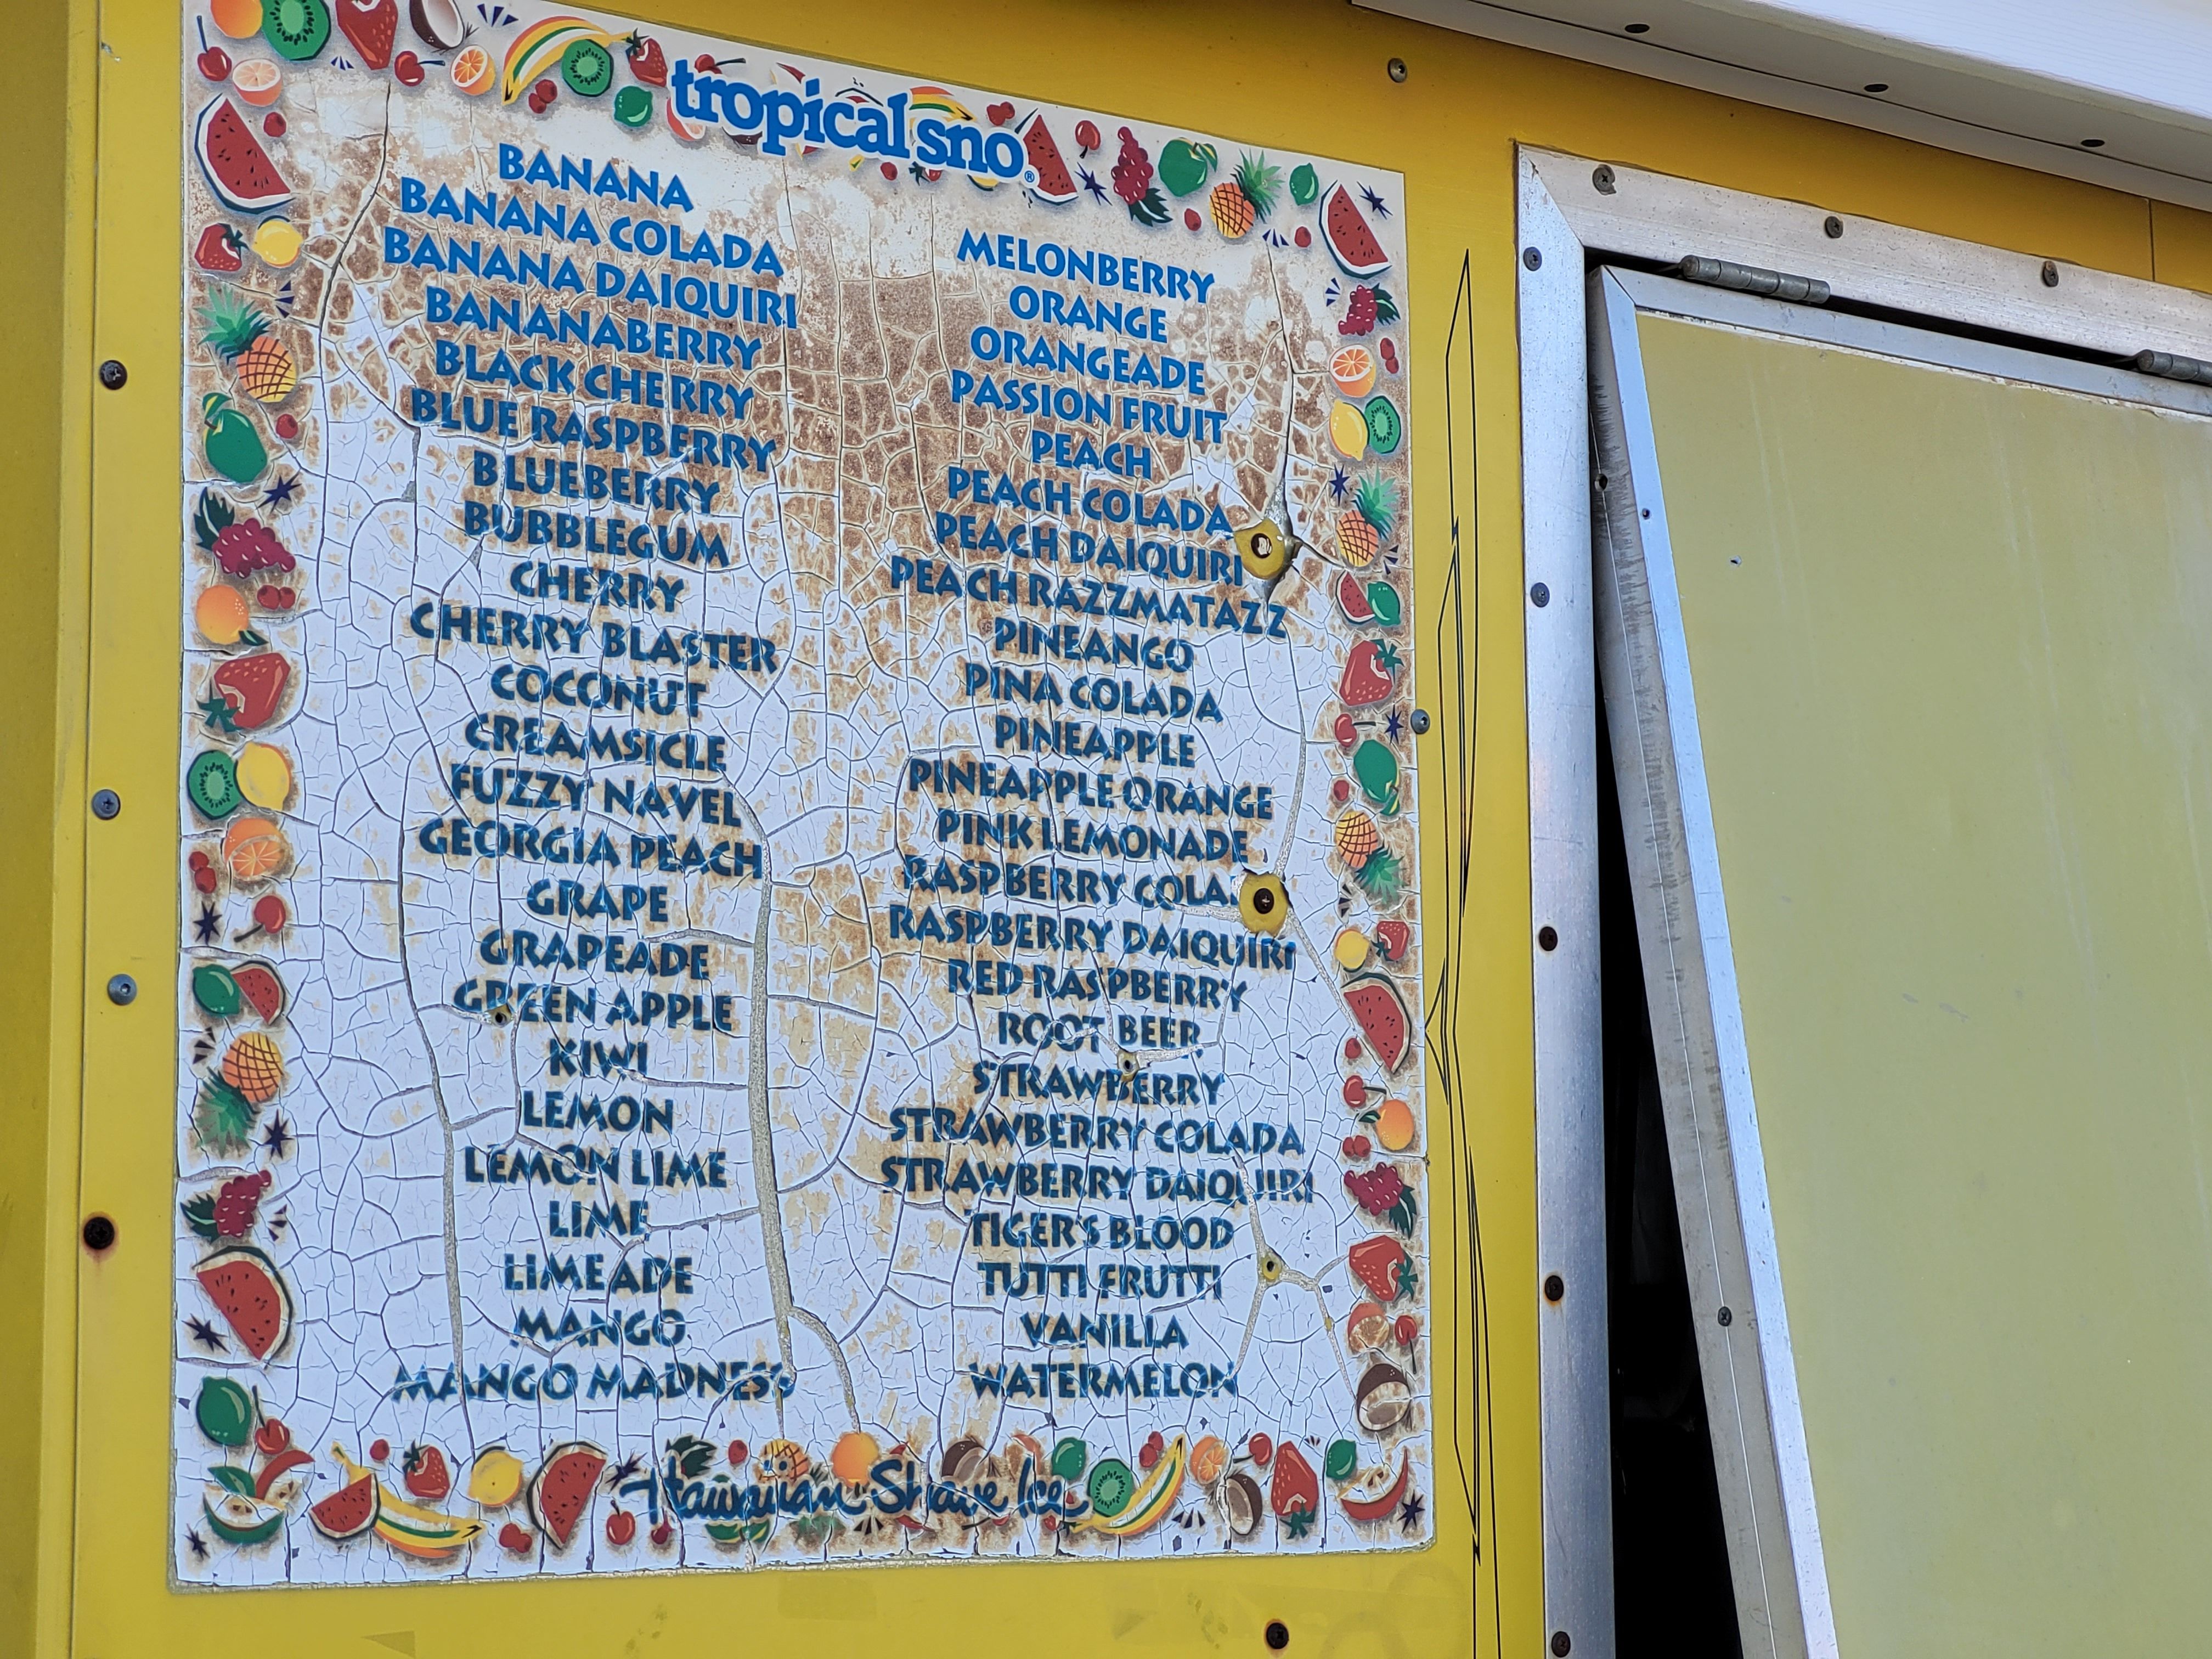 tropical sno®
BANANA
BANANA COLADA
BANANA DAIQUIRI
BANANABERRY
BLACK CHERRY
BLUE RASPBERRY
BLUEBERRY
BUBBLEGUM
CHERRY
CHERRY BLASTER
COCONUT
CREAMSICLE
FUZZY NAVEL
GEORGIA PEACH
GRAPE
GRAPEADE
GREEN APPLE
KIWI
LEMON
LEMON LIME
LIME
LIMEADE
MANGO
MANGO MADNESS
MELONBERRY
ORANGE
ORANGEADE
PASSION FRUIT
PEACH
PEACH COLADA
PEACH DAIQUIRI
PEACH RAZZMATAZZ
PINEANGO
PINA COLADA
PINEAPPLE
PINEAPPLE ORANGE
PINK LEMONADE
RASPBERRY COLA
RASPBERRY DAIQUIRI
RED RASPBERRY
ROOT BEER
STRAWBERRY
STRAWBERRY COLADA
STRAWBERRY DAIQUIRI
TIGER'S BLOOD
TUTTI FRUTTI
VANILLA
WATERMELON
Hawaiian Shave Ice